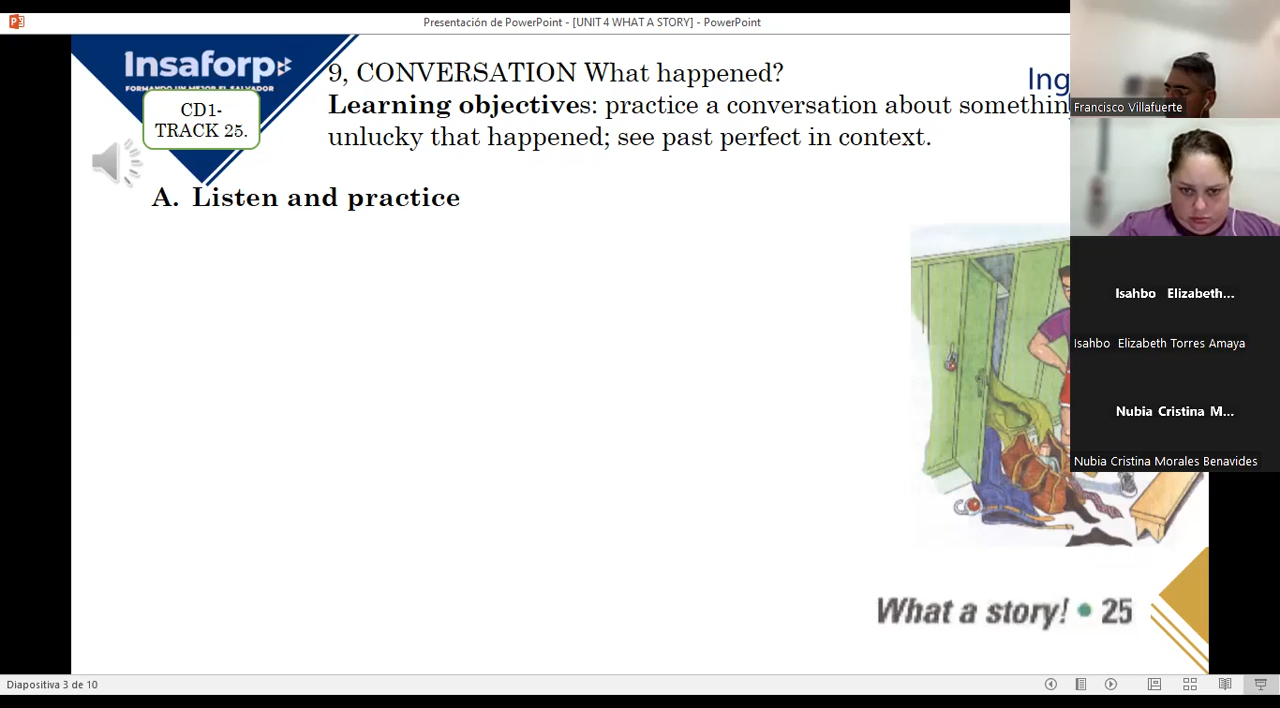 Presentación de PowerPoint - [UNIT 4 WHAT A STORY] - PowerPoint
Insaforp
FORMANDO UN MEJOR EL SALVADOR
CD1-
TRACK 25.
9, CONVERSATION What happened?
Ing
Learning objectives: practice a conversation about somethin
unlucky that happened; see past perfect in context.
A. Listen and practice
Francisco Villafuerte
Isahbo Elizabeth...
Isahbo Elizabeth Torres Amaya
Nubia Cristina M...
Nubia Cristina Morales Benavides
What a story! • 25
Diapositiva 3 de 10